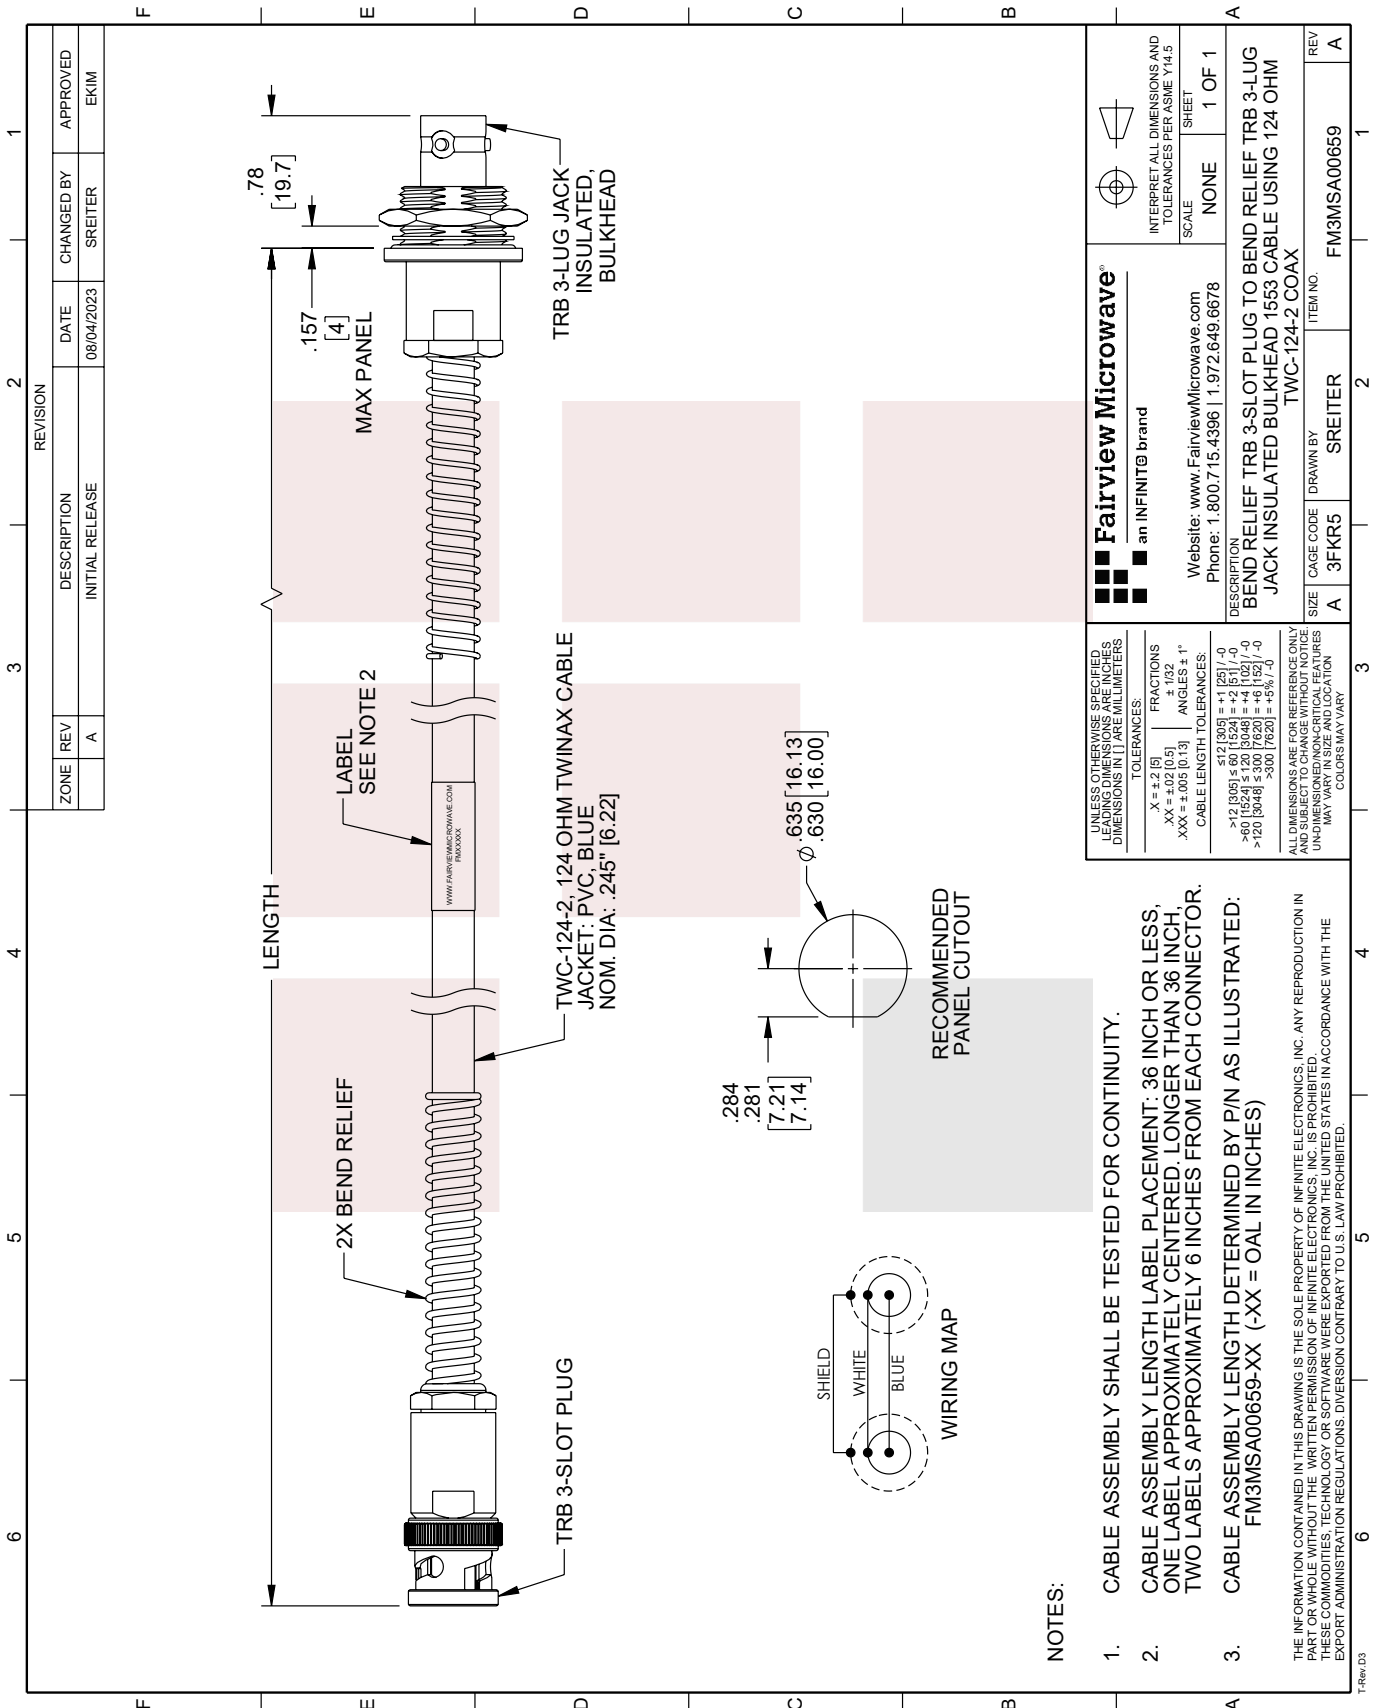 6
5
4
3
2
1
F
E
D
C
B
A
REVISION
ZONE
REV
DESCRIPTION
DATE
CHANGED BY
APPROVED
A
INITIAL RELEASE
08/04/2023
SREITER
EKIM
LENGTH
.78
[19.7]
.157
[4]
MAX PANEL
2X BEND RELIEF
LABEL
SEE NOTE 2
WWW.FAIRVIEWMICROWAVE.COM
FMXXXXX
TRB 3-SLOT PLUG
TWC-124-2, 124 OHM TWINAX CABLE
JACKET: PVC, BLUE
NOM. DIA: .245" [6.22]
TRB 3-LUG JACK
INSULATED,
BULKHEAD
SHIELD
WHITE
BLUE
WIRING MAP
.284
.281
[7.21]
[7.14]
Ø .635 [16.13]
.630 [16.00]
RECOMMENDED
PANEL CUTOUT
NOTES:
1. CABLE ASSEMBLY SHALL BE TESTED FOR CONTINUITY.
2. CABLE ASSEMBLY LENGTH LABEL PLACEMENT: 36 INCH OR LESS,
ONE LABEL APPROXIMATELY CENTERED. LONGER THAN 36 INCH,
TWO LABELS APPROXIMATELY 6 INCHES FROM EACH CONNECTOR.
3. CABLE ASSEMBLY LENGTH DETERMINED BY P/N AS ILLUSTRATED:
FM3MSA00659-XX (-XX = OAL IN INCHES)
THE INFORMATION CONTAINED IN THIS DRAWING IS THE SOLE PROPERTY OF INFINITE ELECTRONICS, INC. ANY REPRODUCTION IN
PART OR WHOLE WITHOUT THE WRITTEN PERMISSION OF INFINITE ELECTRONICS, INC. IS PROHIBITED.
THESE COMMODITIES, TECHNOLOGY OR SOFTWARE WERE EXPORTED FROM THE UNITED STATES IN ACCORDANCE WITH THE
EXPORT ADMINISTRATION REGULATIONS. DIVERSION CONTRARY TO U.S. LAW PROHIBITED.
UNLESS OTHERWISE SPECIFIED
LEADING DIMENSIONS ARE INCHES
DIMENSIONS IN [ ] ARE MILLIMETERS
TOLERANCES:
.X = ± .2 [5]
.XX = ± .02 [0.5]
.XXX = ± .005 [0.13]
FRACTIONS
± 1/32
ANGLES ± 1°
CABLE LENGTH TOLERANCES:
≤12 [305] = +1 [25] / -0
>12 [305] ≤ 60 [1524] = +2 [51] / -0
>60 [1524] ≤ 120 [3048] = +4 [102] / -0
>120 [3048] ≤ 300 [7620] = +6 [152] / -0
>300 [7620] = +5% / -0
ALL DIMENSIONS ARE FOR REFERENCE ONLY
AND SUBJECT TO CHANGE WITHOUT NOTICE.
UN-DIMENSIONED/NON-CRITICAL FEATURES
MAY VARY IN SIZE AND LOCATION
COLORS MAY VARY
Fairview Microwave®
an INFINIT⊜ brand
Website: www.FairviewMicrowave.com
Phone: 1.800.715.4396 | 1.972.649.6678
INTERPRET ALL DIMENSIONS AND
TOLERANCES PER ASME Y14.5
SCALE
NONE
SHEET
1 OF 1
DESCRIPTION
BEND RELIEF TRB 3-SLOT PLUG TO BEND RELIEF TRB 3-LUG
JACK INSULATED BULKHEAD 1553 CABLE USING 124 OHM
TWC-124-2 COAX
SIZE
A
CAGE CODE
3FKR5
DRAWN BY
SREITER
ITEM NO.
FM3MSA00659
REV
A
F
E
D
C
B
A
6
5
4
3
2
1
T-Rev.D3